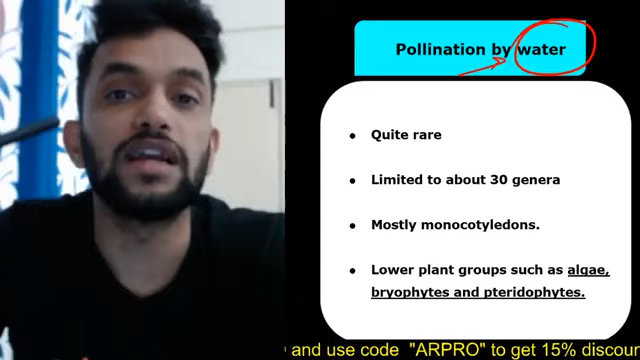 Pollination by water
• Quite rare
• Limited to about 30 genera
• Mostly monocotyledons.
• Lower plant groups such as algae,
bryophytes and pteridophytes.
and use code "ARPRO" to get 15% discou